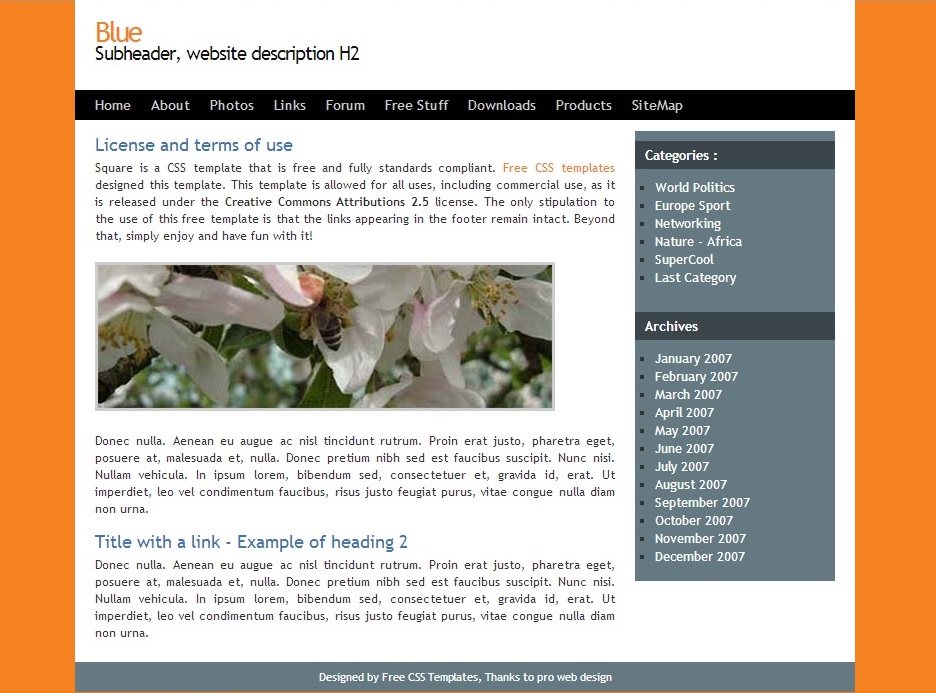 Blue
Subheader, website description H2
Home About Photos Links Forum Free Stuff Downloads Products SiteMap
License and terms of use
Square is a CSS template that is free and fully standards compliant. Free CSS templates
designed this template. This template is allowed for all uses, including commercial use, as it
is released under the Creative Commons Attributions 2.5 license. The only stipulation to
the use of this free template is that the links appearing in the footer remain intact. Beyond
that, simply enjoy and have fun with it!
Donec nulla. Aenean eu augue ac nisl tincidunt rutrum. Proin erat justo, pharetra eget,
posuere at, malesuada et, nulla. Donec pretium nibh sed est faucibus suscipit. Nunc nisi.
Nullam vehicula. In ipsum lorem, bibendum sed, consectetuer et, gravida id, erat. Ut
imperdiet, leo vel condimentum faucibus, risus justo feugiat purus, vitae congue nulla diam
non urna.
Title with a link - Example of heading 2
Donec nulla. Aenean eu augue ac nisl tincidunt rutrum. Proin erat justo, pharetra eget,
posuere at, malesuada et, nulla. Donec pretium nibh sed est faucibus suscipit. Nunc nisi.
Nullam vehicula. In ipsum lorem, bibendum sed, consectetuer et, gravida id, erat. Ut
imperdiet, leo vel condimentum faucibus, risus justo feugiat purus, vitae congue nulla diam
non urna.
Categories :
World Politics
Europe Sport
Networking
Nature - Africa
SuperCool
Last Category
Archives
January 2007
February 2007
March 2007
April 2007
May 2007
June 2007
July 2007
August 2007
September 2007
October 2007
November 2007
December 2007
Designed by Free CSS Templates, Thanks to pro web design